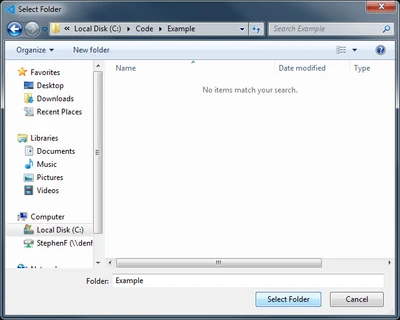 Select Folder
« Local Disk (C:) Code Example Search Example
Organize New folder
Name Date modified Type
No items match your search.
Favorites
Desktop
Downloads
Recent Places
Libraries
Documents
Music
Pictures
Videos
Computer
Local Disk (C:)
StephenF (\\denf
Folder: Example
Select Folder Cancel